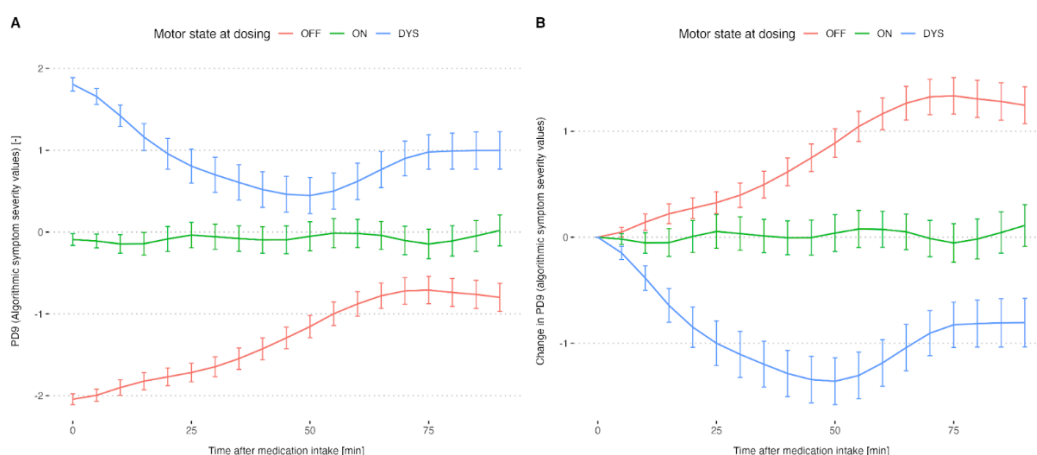 A
Motor state at dosing OFF ON DYS
PD9 (Algorithmic symptom severity values) [-]
2
1
0
-1
-2
0 25 50 75
Time after medication intake [min]
B
Motor state at dosing OFF ON DYS
Change in PD9 (algorithmic symptom severity values)
1
0
-1
0 25 50 75
Time after medication intake [min]